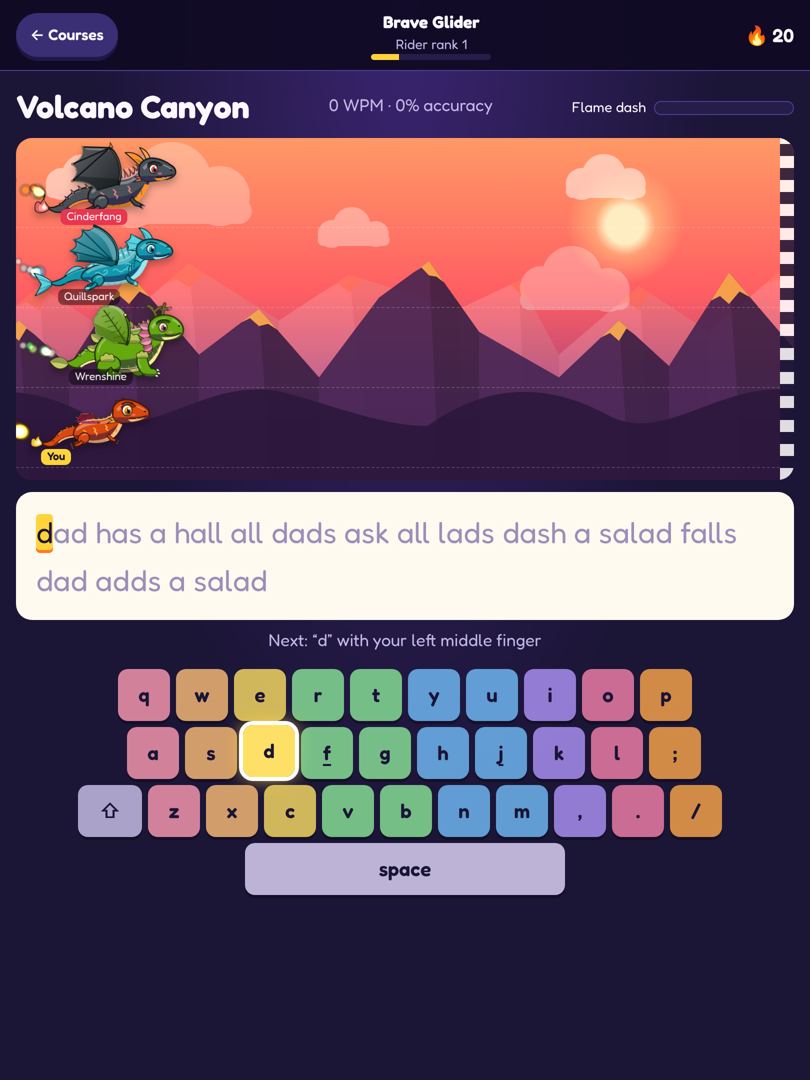 ← Courses
Brave Glider
Rider rank 1
🔥 20
Volcano Canyon
0 WPM · 0% accuracy
Flame dash
Cinderfang
Quillspark
Wrenshine
You
dad has a hall all dads ask all lads dash a salad falls
dad adds a salad
Next: “d” with your left middle finger
q w e r t y u i o p
a s d f g h j k l ;
⇧ z x c v b n m , . /
space